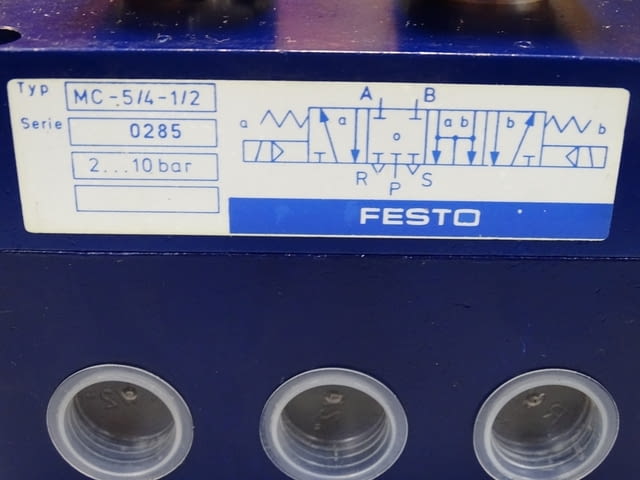 Typ MC-5/4-1/2
Serie 0285
2...10 bar
A B
a a o a b b b
R P S
FESTO